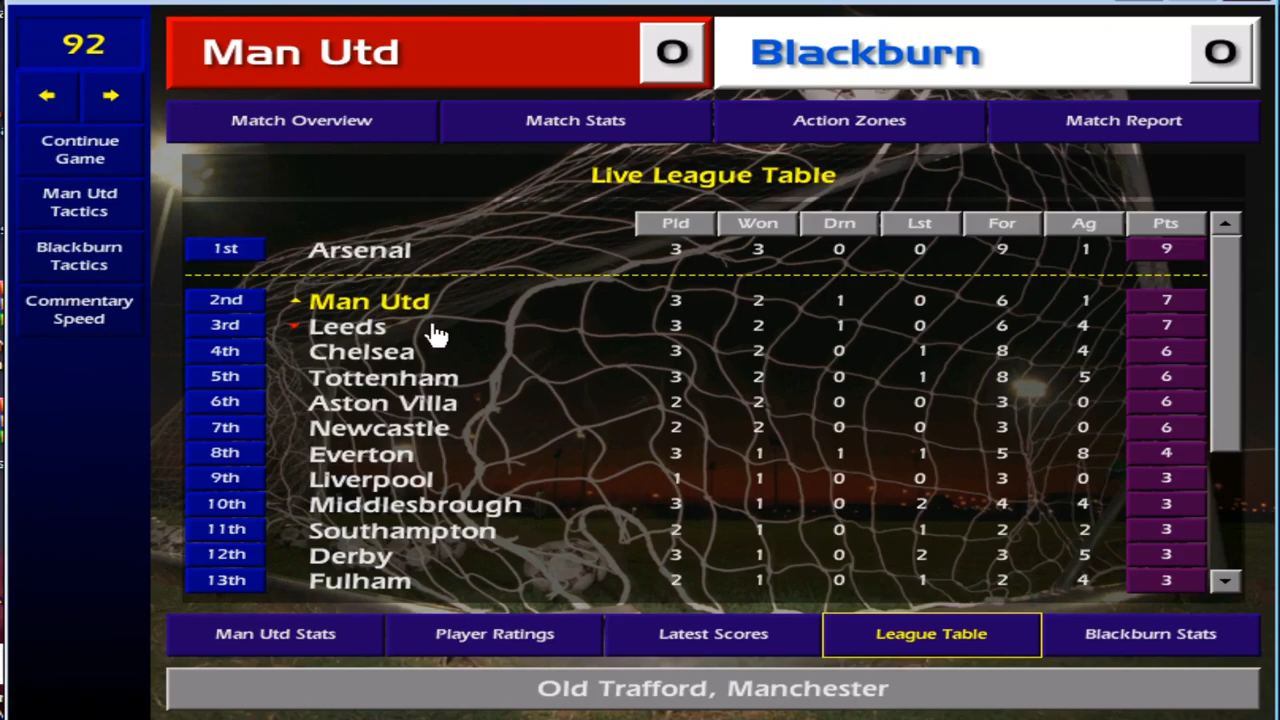 92
Man Utd 0 Blackburn 0
Match Overview Match Stats Action Zones Match Report
Continue
Game
Man Utd
Tactics
Blackburn
Tactics
Commentary
Speed
Live League Table
Pld Won Drn Lst For Ag Pts
1st Arsenal 3 3 0 0 9 1 9
2nd Man Utd 3 2 1 0 6 1 7
3rd Leeds 3 2 1 0 6 4 7
4th Chelsea 3 2 0 1 8 4 6
5th Tottenham 3 2 0 1 8 5 6
6th Aston Villa 2 2 0 0 3 0 6
7th Newcastle 2 2 0 0 3 0 6
8th Everton 3 1 1 1 5 8 4
9th Liverpool 1 1 0 0 3 0 3
10th Middlesbrough 3 1 0 2 4 4 3
11th Southampton 2 1 0 1 2 2 3
12th Derby 3 1 0 2 3 5 3
13th Fulham 2 1 0 1 2 4 3
Man Utd Stats Player Ratings Latest Scores League Table Blackburn Stats
Old Trafford, Manchester